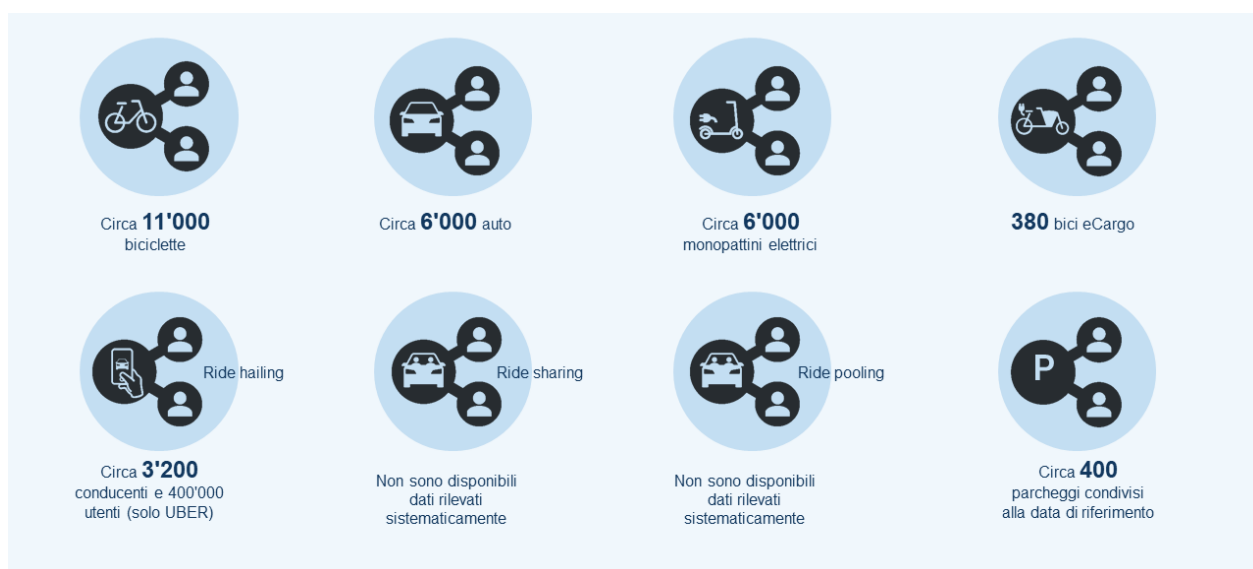 Circa 11'000
biciclette
Circa 6'000 auto
Circa 6'000
monopattini elettrici
380 bici eCargo
Ride hailing
Circa 3'200
conducenti e 400'000
utenti (solo UBER)
Ride sharing
Non sono disponibili
dati rilevati
sistematicamente
Ride pooling
Non sono disponibili
dati rilevati
sistematicamente
P
Circa 400
parcheggi condivisi
alla data di riferimento